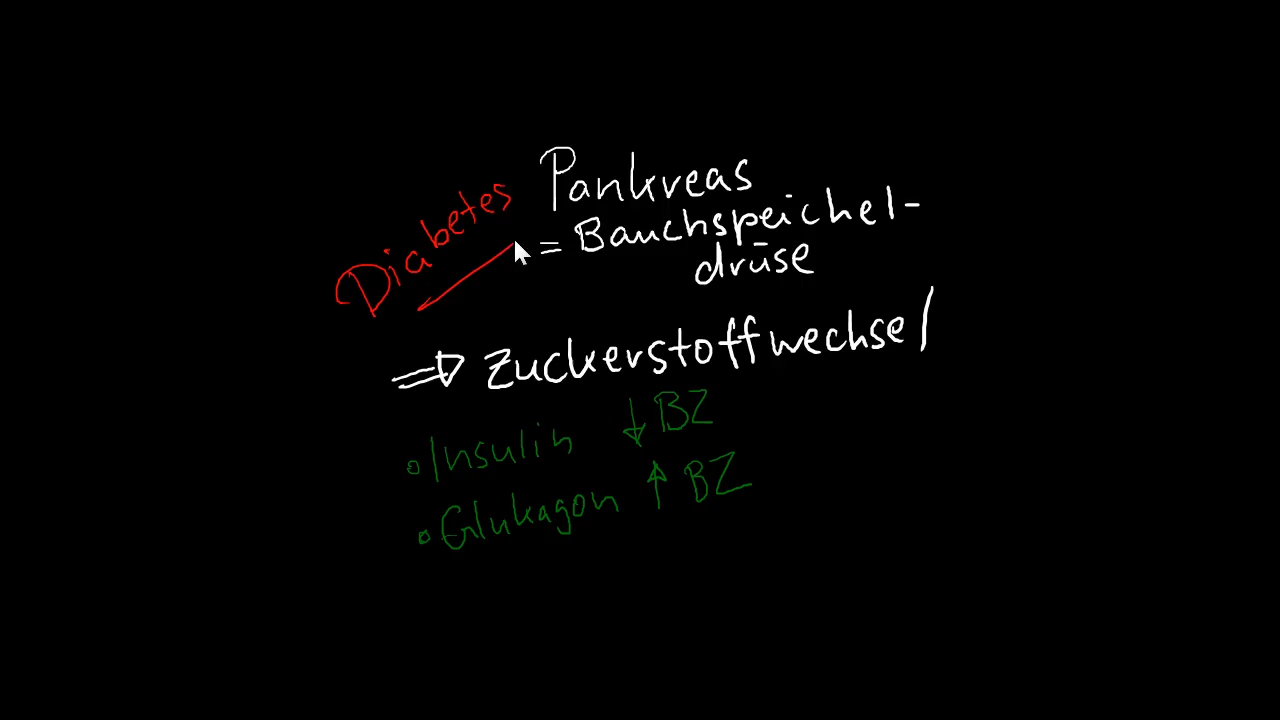 Pankreas
Diabetes
= Bauchspeichel-
drüse
⇒ Zuckerstoffwechsel
• Insulin ↓ BZ
• Glukagon ↑ BZ